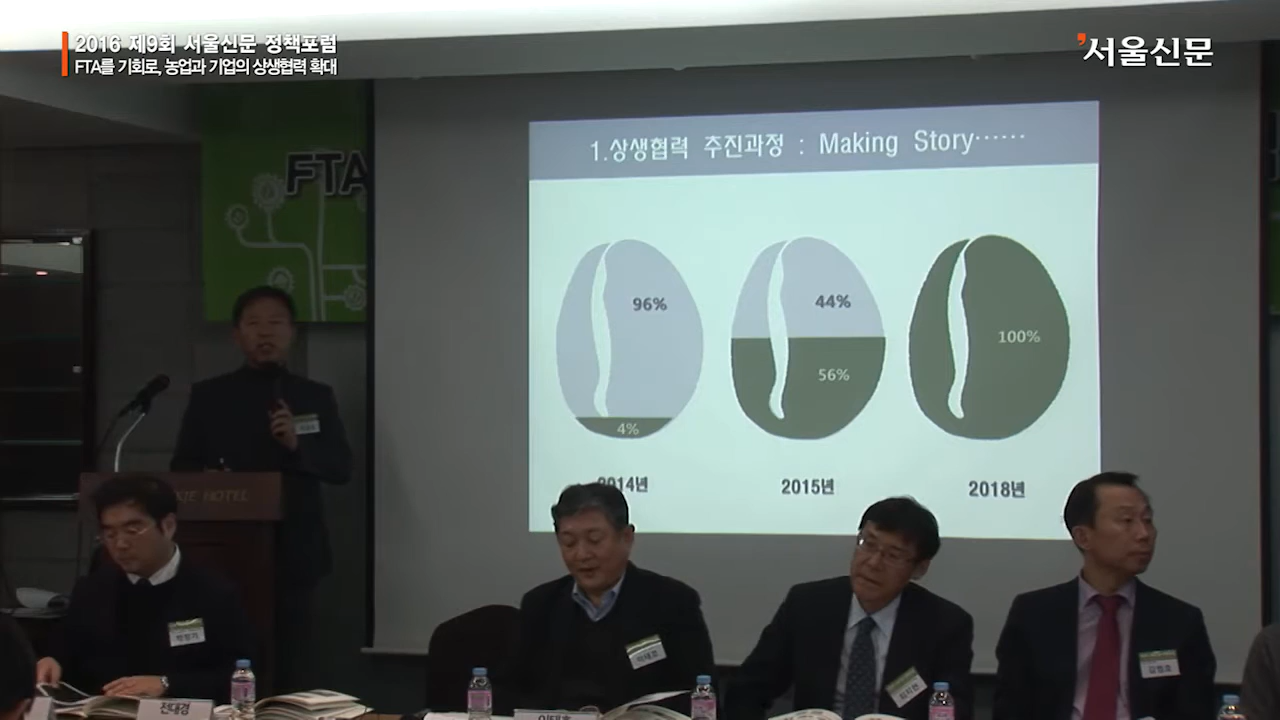 2016 제9회 서울신문 정책포럼
FTA를 기회로, 농업과 기업의 상생협력 확대
서울신문
FTA
1.상생협력 추진과정 : Making Story……
96%
4%
2014년
44%
56%
2015년
100%
2018년
HOTEL
전대경